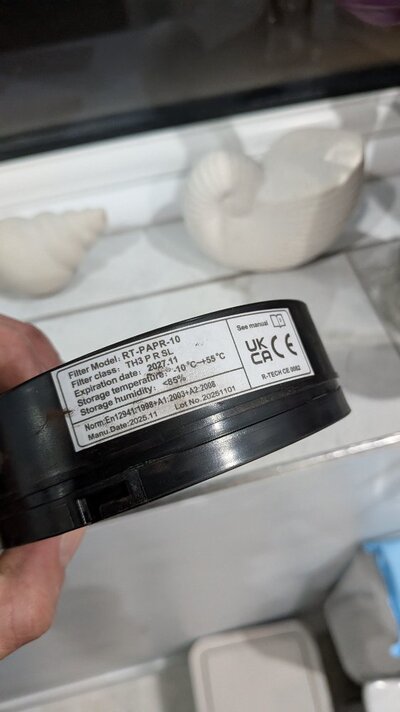 Filter Model: RT-PAPR-10
Filter class: TH3 P R SL
Expiration date: 2027.11
Storage temperature: -10℃~+55℃
Storage humidity: <85%
Norm:En12941:1998+A1:2003+A2:2008
Manu.Date:2025.11 Lot No.20251101
See manual
UK
CA CE
R-TECH CE 0082